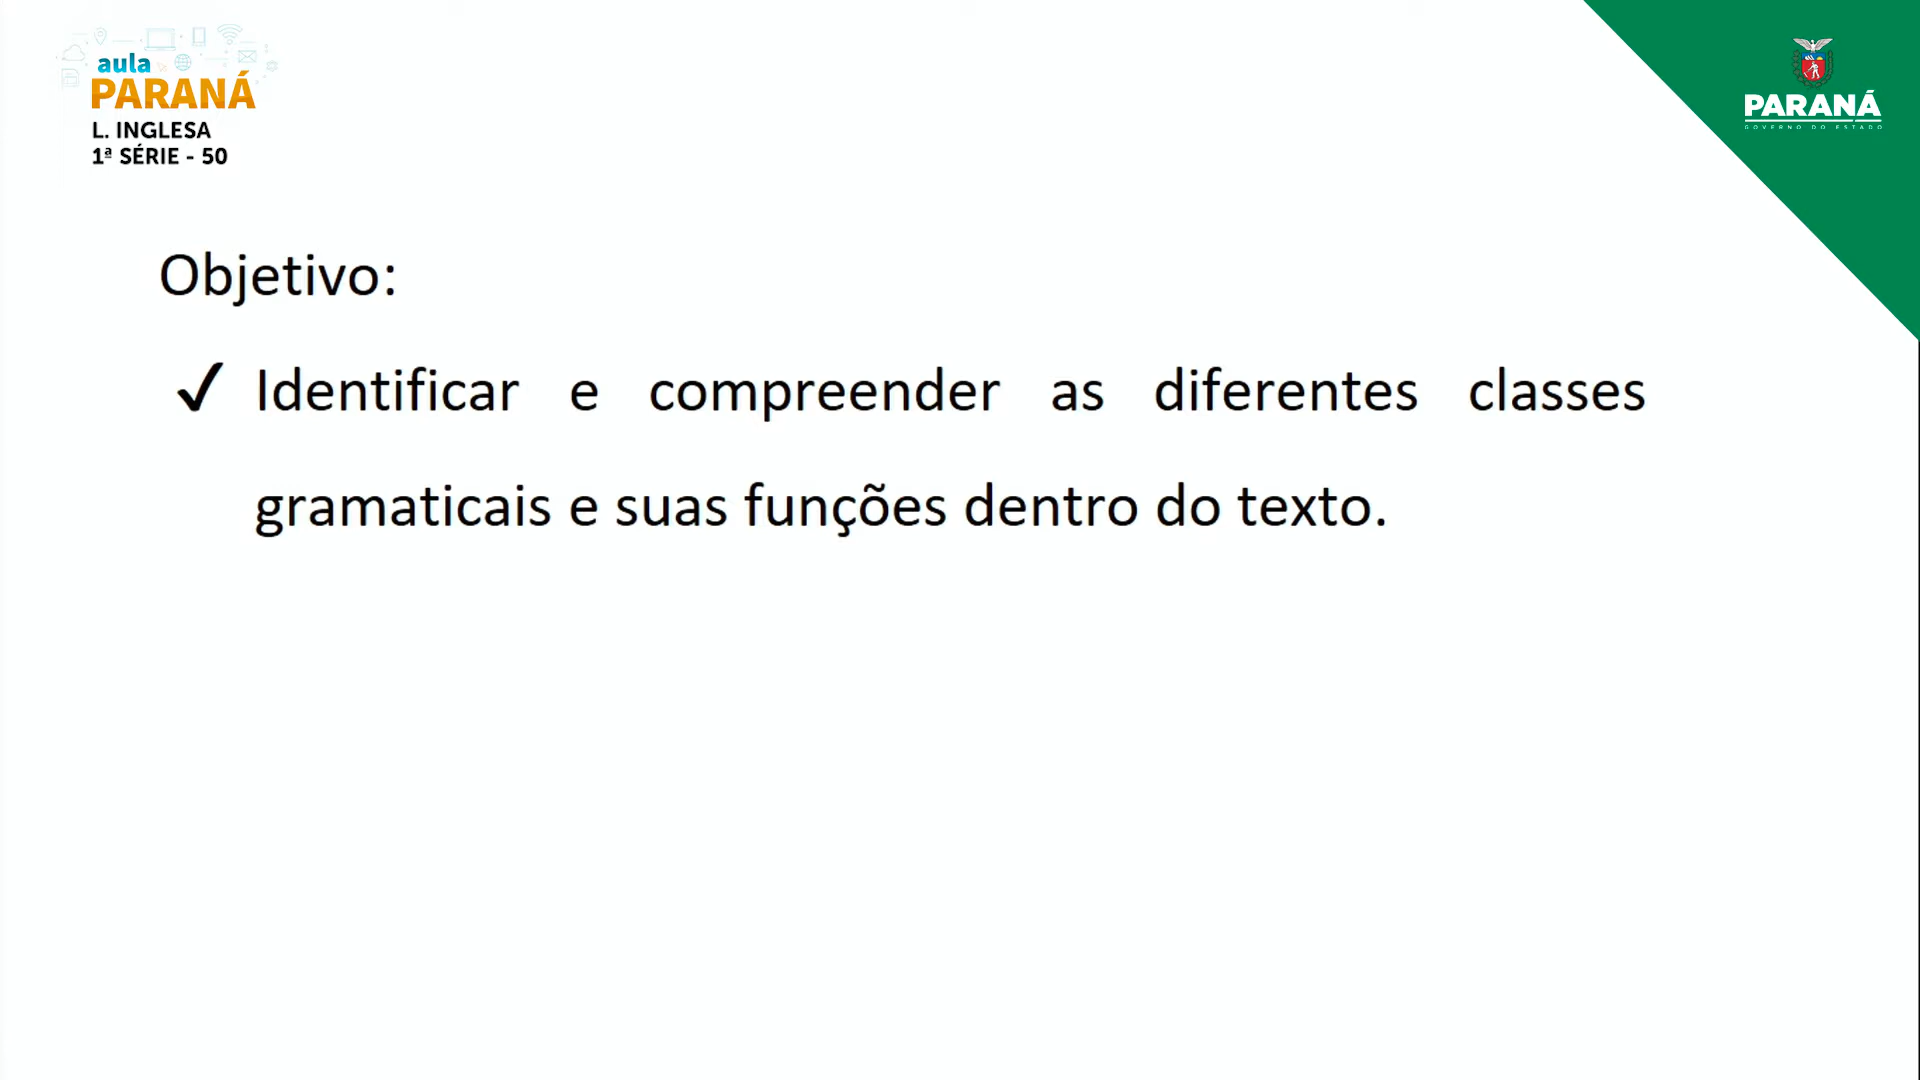 aula
PARANÁ
L. INGLESA
1ª SÉRIE - 50
PARANÁ
GOVERNO DO ESTADO
Objetivo:
✓ Identificar e compreender as diferentes classes
gramaticais e suas funções dentro do texto.